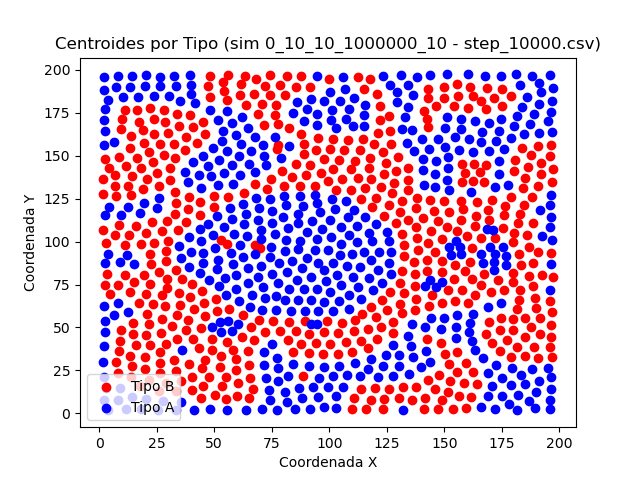 Centroides por Tipo (sim 0_10_10_1000000_10 - step_10000.csv)
Coordenada Y
200
175
150
125
100
75
50
25
0
Tipo B
Tipo A
0 25 50 75 100 125 150 175 200
Coordenada X